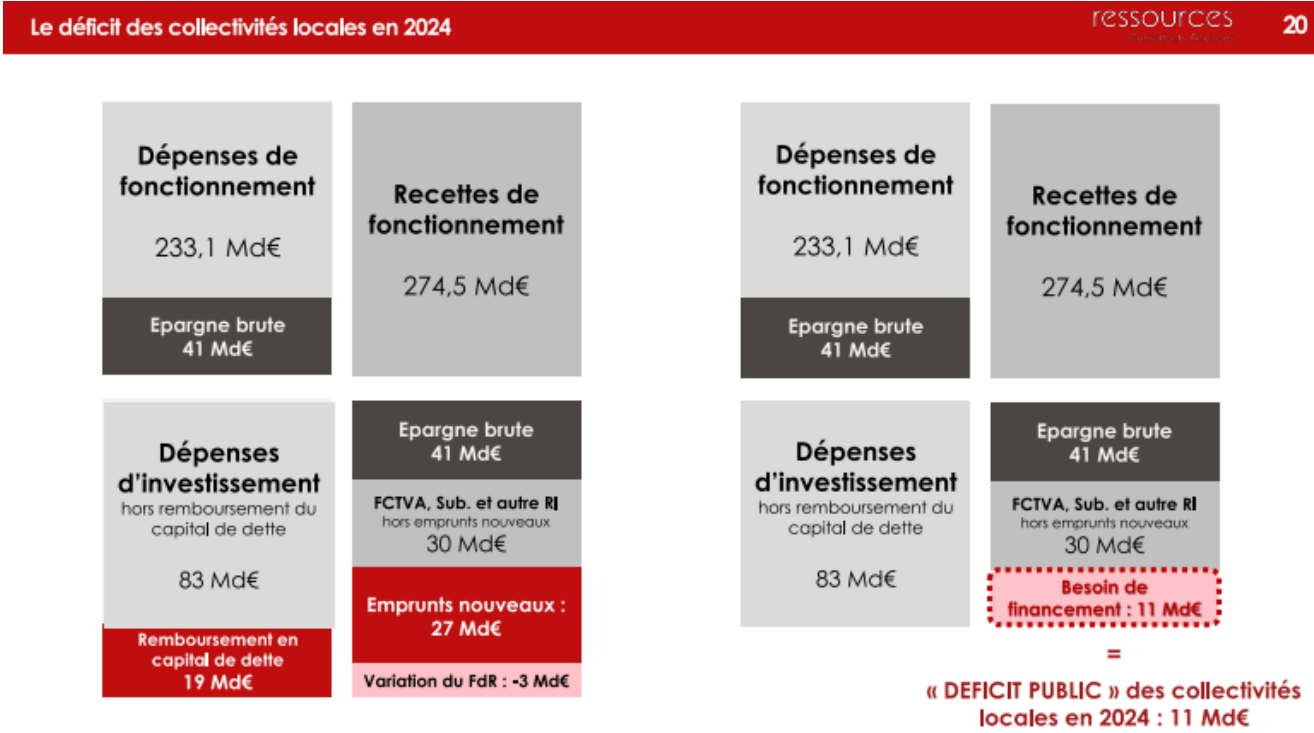 Le déficit des collectivités locales en 2024
ressources
20
Dépenses de
fonctionnement
233,1 Md€
Epargne brute
41 Md€
Recettes de
fonctionnement
274,5 Md€
Dépenses
d'investissement
hors remboursement du
capital de dette
83 Md€
Remboursement en
capital de dette
19 Md€
Epargne brute
41 Md€
FCTVA, Sub. et autre RI
hors emprunts nouveaux
30 Md€
Emprunts nouveaux :
27 Md€
Variation du FdR : -3 Md€
Dépenses de
fonctionnement
233,1 Md€
Epargne brute
41 Md€
Recettes de
fonctionnement
274,5 Md€
Dépenses
d'investissement
hors remboursement du
capital de dette
83 Md€
Epargne brute
41 Md€
FCTVA, Sub. et autre RI
hors emprunts nouveaux
30 Md€
Besoin de
financement : 11 Md€
=
« DEFICIT PUBLIC » des collectivités
locales en 2024 : 11 Md€